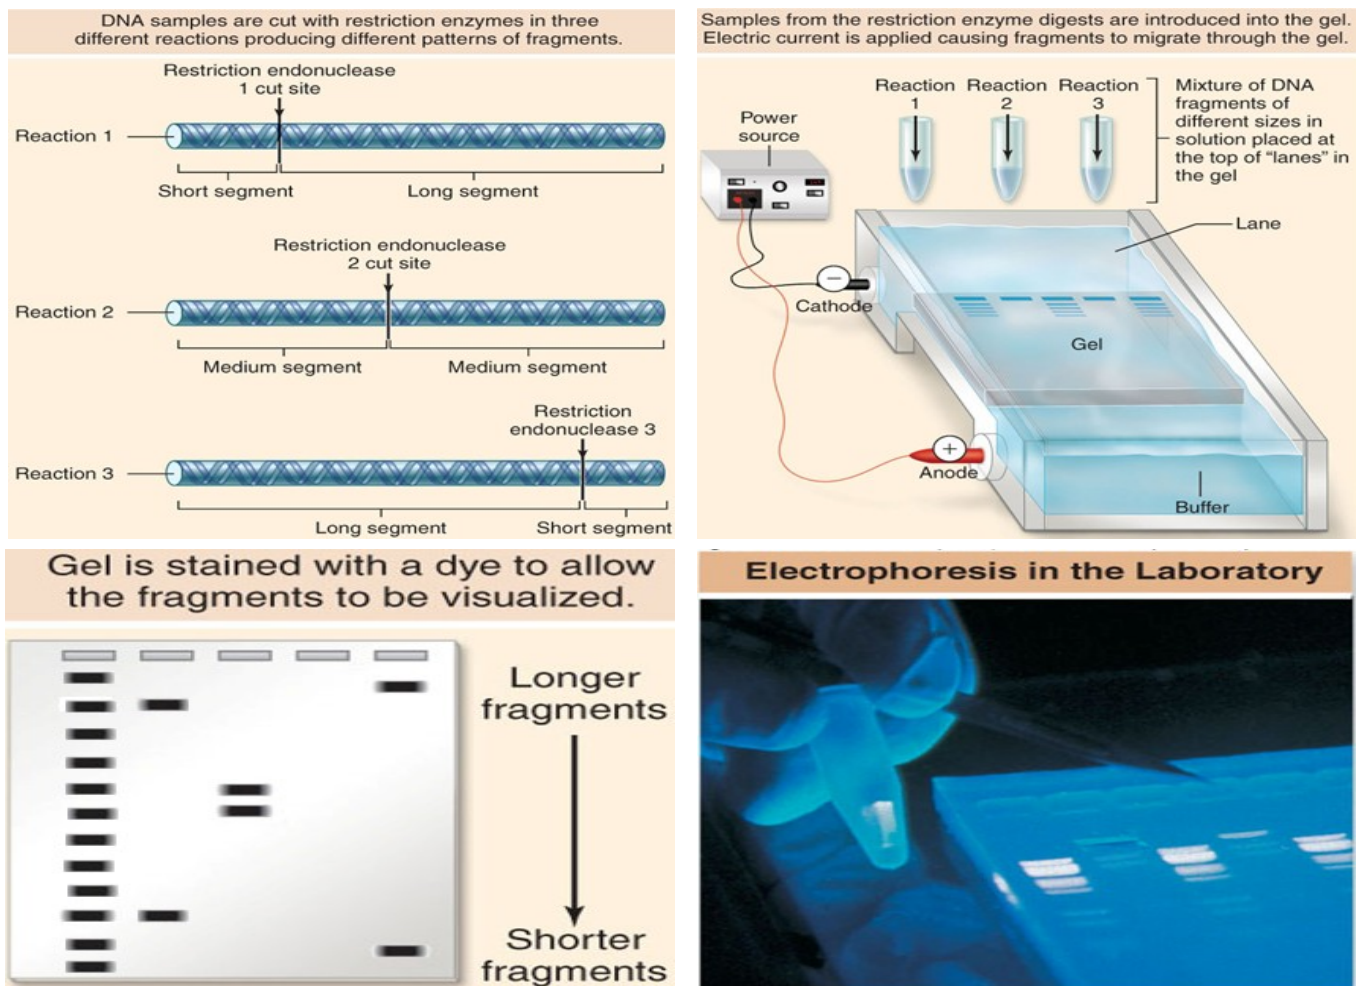 DNA samples are cut with restriction enzymes in three
different reactions producing different patterns of fragments.
Restriction endonuclease
1 cut site
Reaction 1
Short segment
Long segment
Restriction endonuclease
2 cut site
Reaction 2
Medium segment
Medium segment
Restriction
endonuclease 3
Reaction 3
Long segment
Short segment
Samples from the restriction enzyme digests are introduced into the gel.
Electric current is applied causing fragments to migrate through the gel.
Reaction
1
Reaction
2
Reaction
3
Mixture of DNA
fragments of
different sizes in
solution placed at
the top of “lanes” in
the gel
Power
source
Lane
−
Cathode
Gel
+
Anode
Buffer
Gel is stained with a dye to allow
the fragments to be visualized.
Longer
fragments
Shorter
fragments
Electrophoresis in the Laboratory